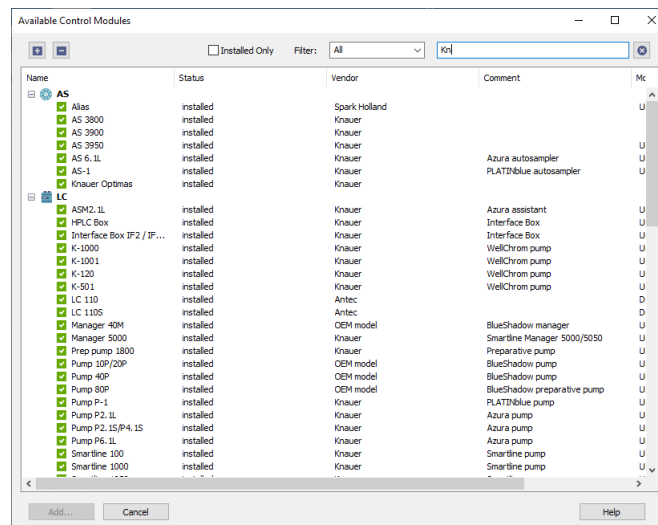 Available Control Modules
Installed Only Filter: All Kn
Name Status Vendor Comment
AS
Alias installed Spark Holland U
AS 3800 installed Knauer
AS 3900 installed Knauer
AS 3950 installed Knauer U
AS 6.1L installed Knauer Azura autosampler U
AS-1 installed Knauer PLATINblue autosampler U
Knauer Optimas installed Knauer
LC
ASM2.1L installed Knauer Azura assistant U
HPLC Box installed Knauer Interface Box U
Interface Box IF2 / IF... installed Knauer Interface Box U
K-1000 installed Knauer WellChrom pump U
K-1001 installed Knauer WellChrom pump U
K-120 installed Knauer WellChrom pump U
K-501 installed Knauer WellChrom pump U
LC 110 installed Antec D
LC 110S installed Antec D
Manager 40M installed OEM model BlueShadow manager U
Manager 5000 installed Knauer Smartline Manager 5000/5050 U
Prep pump 1800 installed Knauer Preparative pump U
Pump 10P/20P installed OEM model BlueShadow pump U
Pump 40P installed OEM model BlueShadow pump U
Pump 80P installed OEM model BlueShadow preparative pump U
Pump P-1 installed Knauer PLATINblue pump U
Pump P2.1L installed Knauer Azura pump U
Pump P2.1S/P4.1S installed Knauer Azura pump U
Pump P6.1L installed Knauer Azura pump U
Smartline 100 installed Knauer Smartline pump U
Smartline 1000 installed Knauer Smartline pump U
Add... Cancel Help